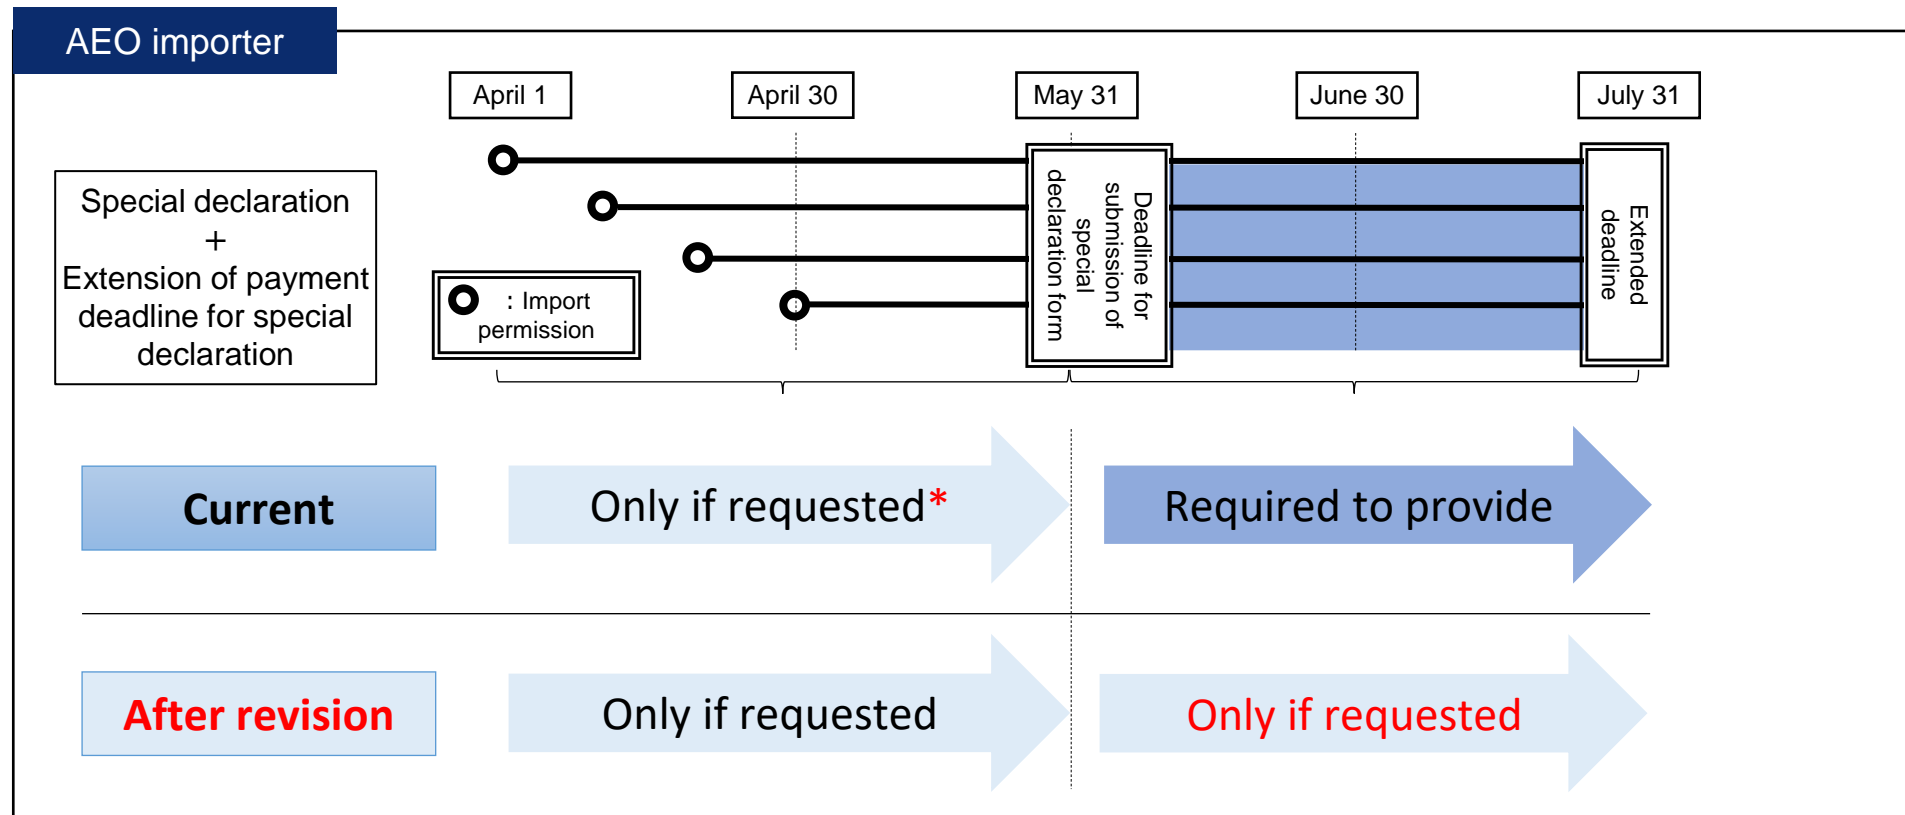 AEO importer
April 1
April 30
May 31
June 30
July 31
Special declaration
+
Extension of payment
deadline for special
declaration
: Import
permission
Deadline for
submission of
special
declaration form
Extended
deadline
Current
Only if requested*
Required to provide
After revision
Only if requested
Only if requested